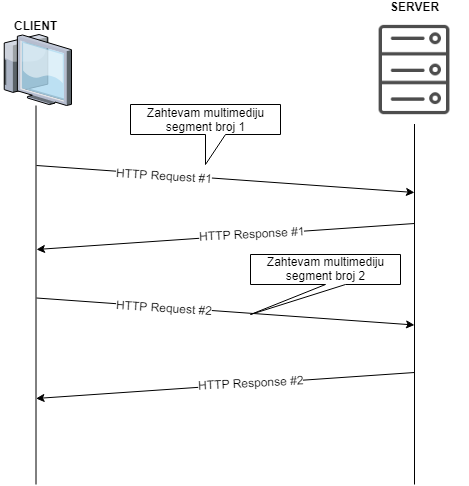 SERVER
CLIENT
Zahtevam multimediju
segment broj 1
HTTP Request #1
HTTP Response #1
Zahtevam multimediju
segment broj 2
HTTP Request #2
HTTP Response #2